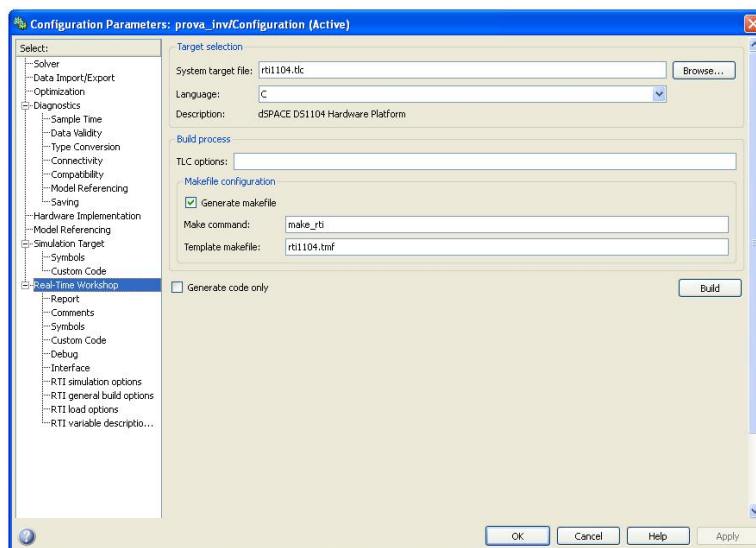 Configuration Parameters: prova_inv/Configuration (Active)
Select:
Solver
Data Import/Export
Optimization
Diagnostics
Sample Time
Data Validity
Type Conversion
Connectivity
Compatibility
Model Referencing
Saving
Hardware Implementation
Model Referencing
Simulation Target
Symbols
Custom Code
Real-Time Workshop
Report
Comments
Symbols
Custom Code
Debug
Interface
RTI simulation options
RTI general build options
RTI load options
RTI variable descriptio...
Target selection
System target file: rti1104.tlc Browse...
Language: C
Description: dSPACE DS1104 Hardware Platform
Build process
TLC options:
Makefile configuration
Generate makefile
Make command: make_rti
Template makefile: rti1104.tmf
Generate code only Build
OK Cancel Help Apply